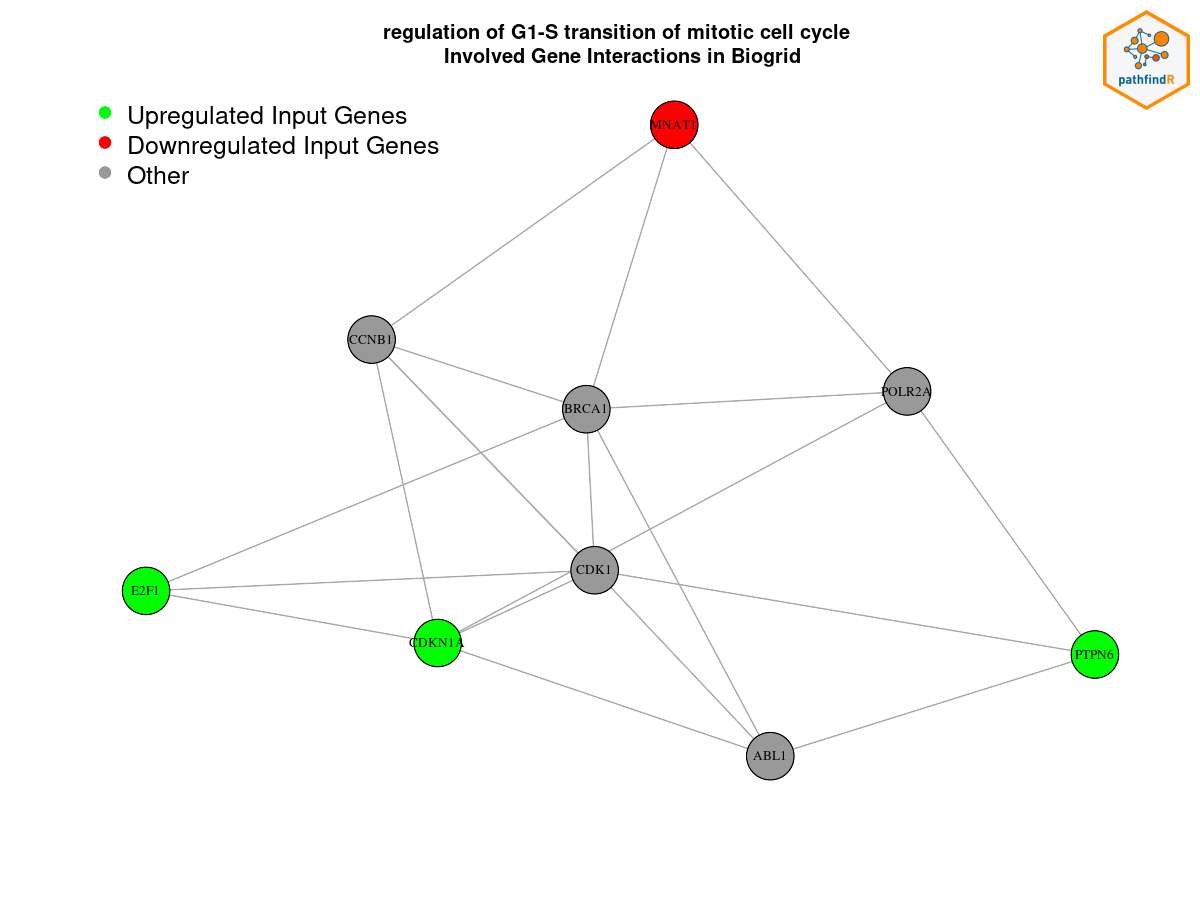 regulation of G1-S transition of mitotic cell cycle
Involved Gene Interactions in Biogrid
pathfindR
Upregulated Input Genes
Downregulated Input Genes
Other
MNAT1
CCNB1
POLR2A
BRCA1
CDK1
E2F1
CDKN1A
PTPN6
ABL1